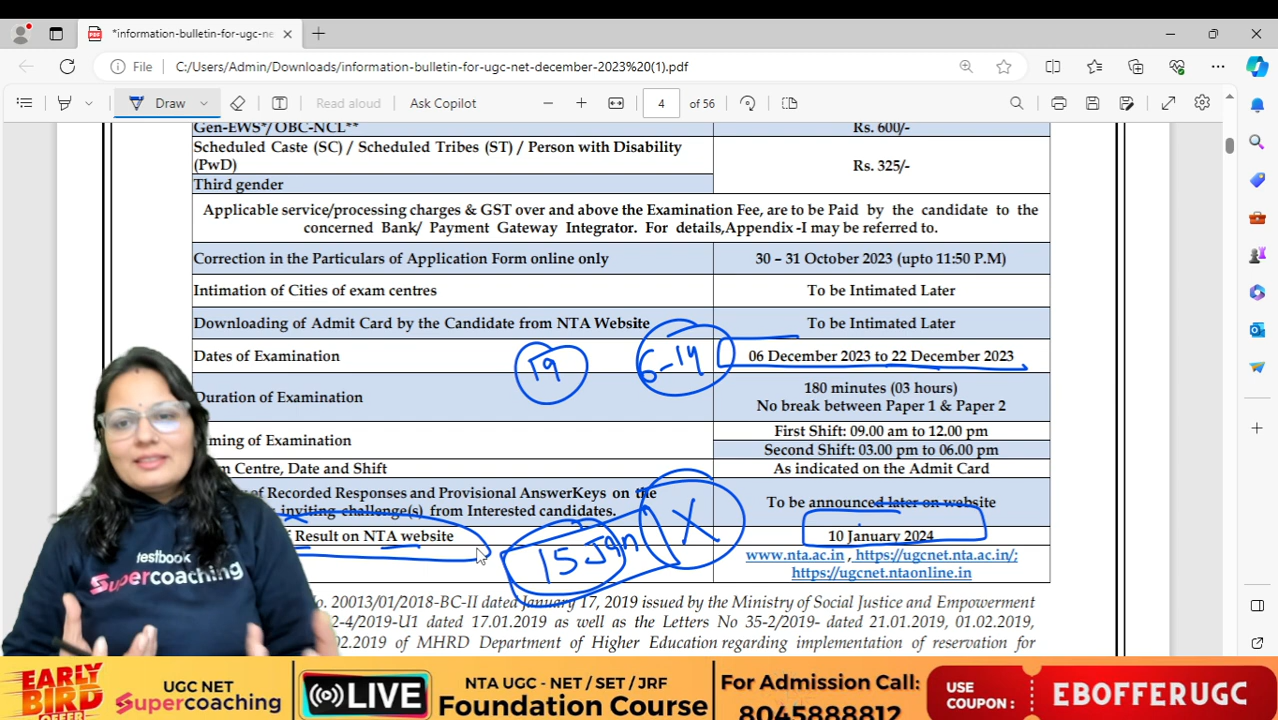 *information-bulletin-for-ugc-ne
File C:/Users/Admin/Downloads/information-bulletin-for-ugc-net-december-2023%20(1).pdf
Draw Read aloud Ask Copilot 4 of 56
Gen-EWS*/ OBC-NCL** Rs. 600/-
Scheduled Caste (SC) / Scheduled Tribes (ST) / Person with Disability
(PwD)
Rs. 325/-
Third gender
Applicable service/processing charges & GST over and above the Examination Fee, are to be Paid by the candidate to the
concerned Bank/ Payment Gateway Integrator. For details,Appendix -I may be referred to.
Correction in the Particulars of Application Form online only 30 – 31 October 2023 (upto 11:50 P.M)
Intimation of Cities of exam centres To be Intimated Later
Downloading of Admit Card by the Candidate from NTA Website To be Intimated Later
Dates of Examination 19 6-14 06 December 2023 to 22 December 2023
Duration of Examination 180 minutes (03 hours)
No break between Paper 1 & Paper 2
ming of Examination First Shift: 09.00 am to 12.00 pm
Second Shift: 03.00 pm to 06.00 pm
m Centre, Date and Shift As indicated on the Admit Card
of Recorded Responses and Provisional AnswerKeys on the
inviting challenge(s) from Interested candidates.
To be announced later on website
X
Result on NTA website 10 January 2024
15 Jan
www.nta.ac.in , https://ugcnet.nta.ac.in/;
https://ugcnet.ntaonline.in
No. 20013/01/2018-BC-II dated January 17, 2019 issued by the Ministry of Social Justice and Empowerment
2-4/2019-U1 dated 17.01.2019 as well as the Letters No 35-2/2019- dated 21.01.2019, 01.02.2019,
.02.2019 of MHRD Department of Higher Education regarding implementation of reservation for
testbook
Supercoaching
EARLY
BIRD
OFFER
UGC NET
Supercoaching
LIVE
NTA UGC - NET / SET / JRF
Foundation Course
For Admission Call:
8045888812
USE
COUPON :
EBOFFERUGC